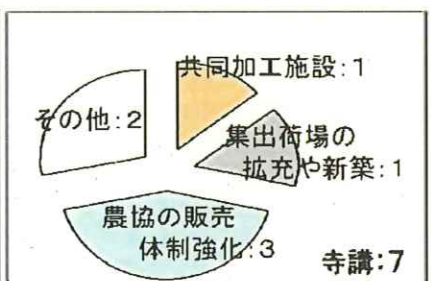 共同加工施設:1
その他:2
集出荷場の
拡充や新築:1
農協の販売
体制強化:3
寺講:7